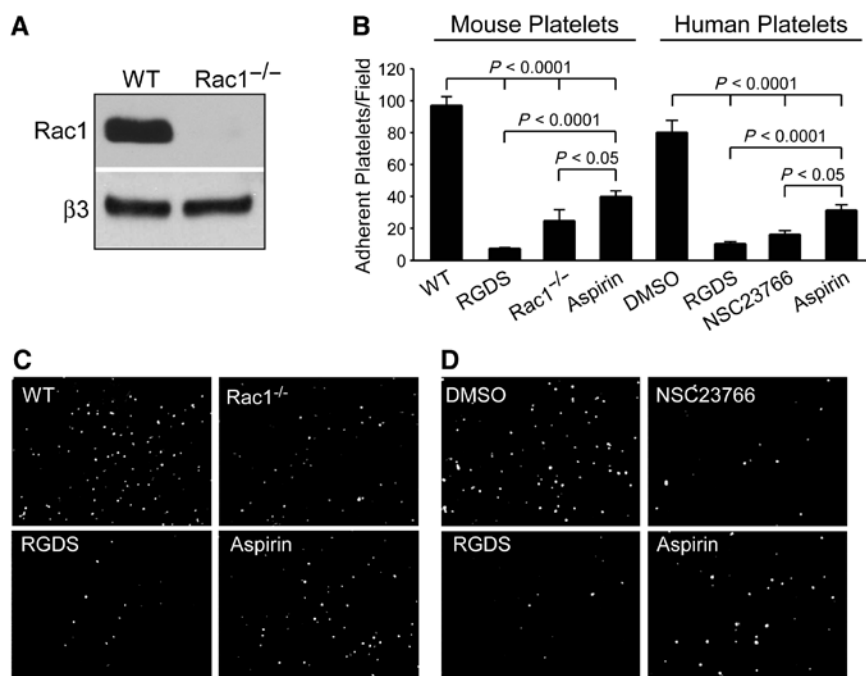 A
WT Rac1−/−
Rac1
β3
B
Mouse Platelets Human Platelets
Adherent Platelets/Field
120
100
80
60
40
20
0
P < 0.0001
P < 0.0001
P < 0.05
P < 0.0001
P < 0.0001
P < 0.05
WT RGDS Rac1−/− Aspirin DMSO RGDS NSC23766 Aspirin
C
WT Rac1-/-
RGDS Aspirin
D
DMSO NSC23766
RGDS Aspirin